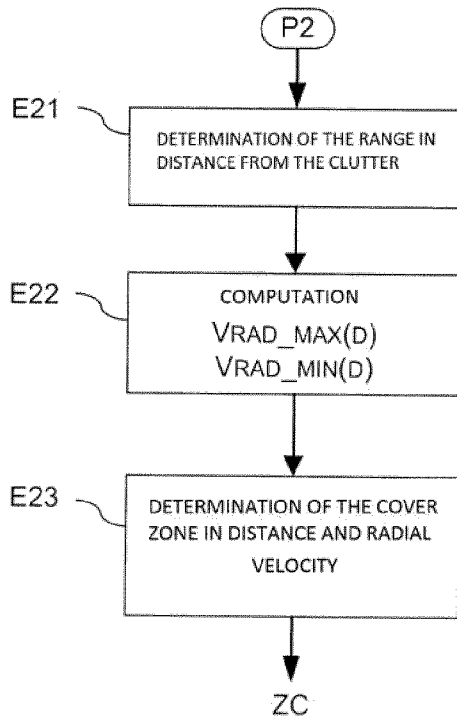 P2
E21
DETERMINATION OF THE RANGE IN
DISTANCE FROM THE CLUTTER
E22
COMPUTATION
VRAD_MAX(D)
VRAD_MIN(D)
E23
DETERMINATION OF THE COVER
ZONE IN DISTANCE AND RADIAL
VELOCITY
ZC